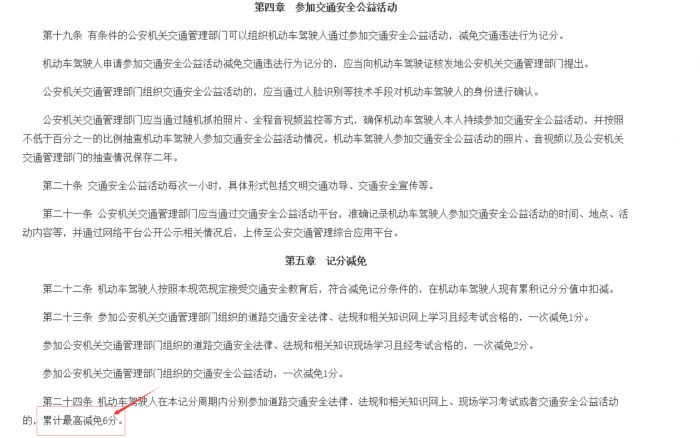 第四章 参加交通安全公益活动
第十九条 有条件的公安机关交通管理部门可以组织机动车驾驶人通过参加交通安全公益活动，减免交通违法行为记分。
机动车驾驶人申请参加交通安全公益活动减免交通违法行为记分的，应当向机动车驾驶证核发地公安机关交通管理部门提出。
公安机关交通管理部门组织交通安全公益活动的，应当通过人脸识别等技术手段对机动车驾驶人的身份进行确认。
公安机关交通管理部门应当通过随机抓拍照片、全程音视频监控等方式，确保机动车驾驶人本人持续参加交通安全公益活动，并按照
不低于百分之一的比例抽查机动车驾驶人参加交通安全公益活动情况。机动车驾驶人参加交通安全公益活动的照片、音视频以及公安机关
交通管理部门的抽查情况保存二年。
第二十条 交通安全公益活动每次一小时，具体形式包括文明交通劝导、交通安全宣传等。
第二十一条 公安机关交通管理部门应当通过交通安全公益活动平台，准确记录机动车驾驶人参加交通安全公益活动的时间、地点、活
动内容等，并通过网络平台公开公示相关情况后，上传至公安交通管理综合应用平台。
第五章 记分减免
第二十二条 机动车驾驶人按照本规范规定接受交通安全教育后，符合减免记分条件的，在机动车驾驶人现有累积记分分值中扣减。
第二十三条 参加公安机关交通管理部门组织的道路交通安全法律、法规和相关知识网上学习且经考试合格的，一次减免1分。
参加公安机关交通管理部门组织的道路交通安全法律、法规和相关知识现场学习且经考试合格的，一次减免2分。
参加公安机关交通管理部门组织的交通安全公益活动，一次减免1分。
第二十四条 机动车驾驶人在本记分周期内分别参加道路交通安全法律、法规和相关知识网上、现场学习考试或者交通安全公益活动
的，累计最高减免6分。